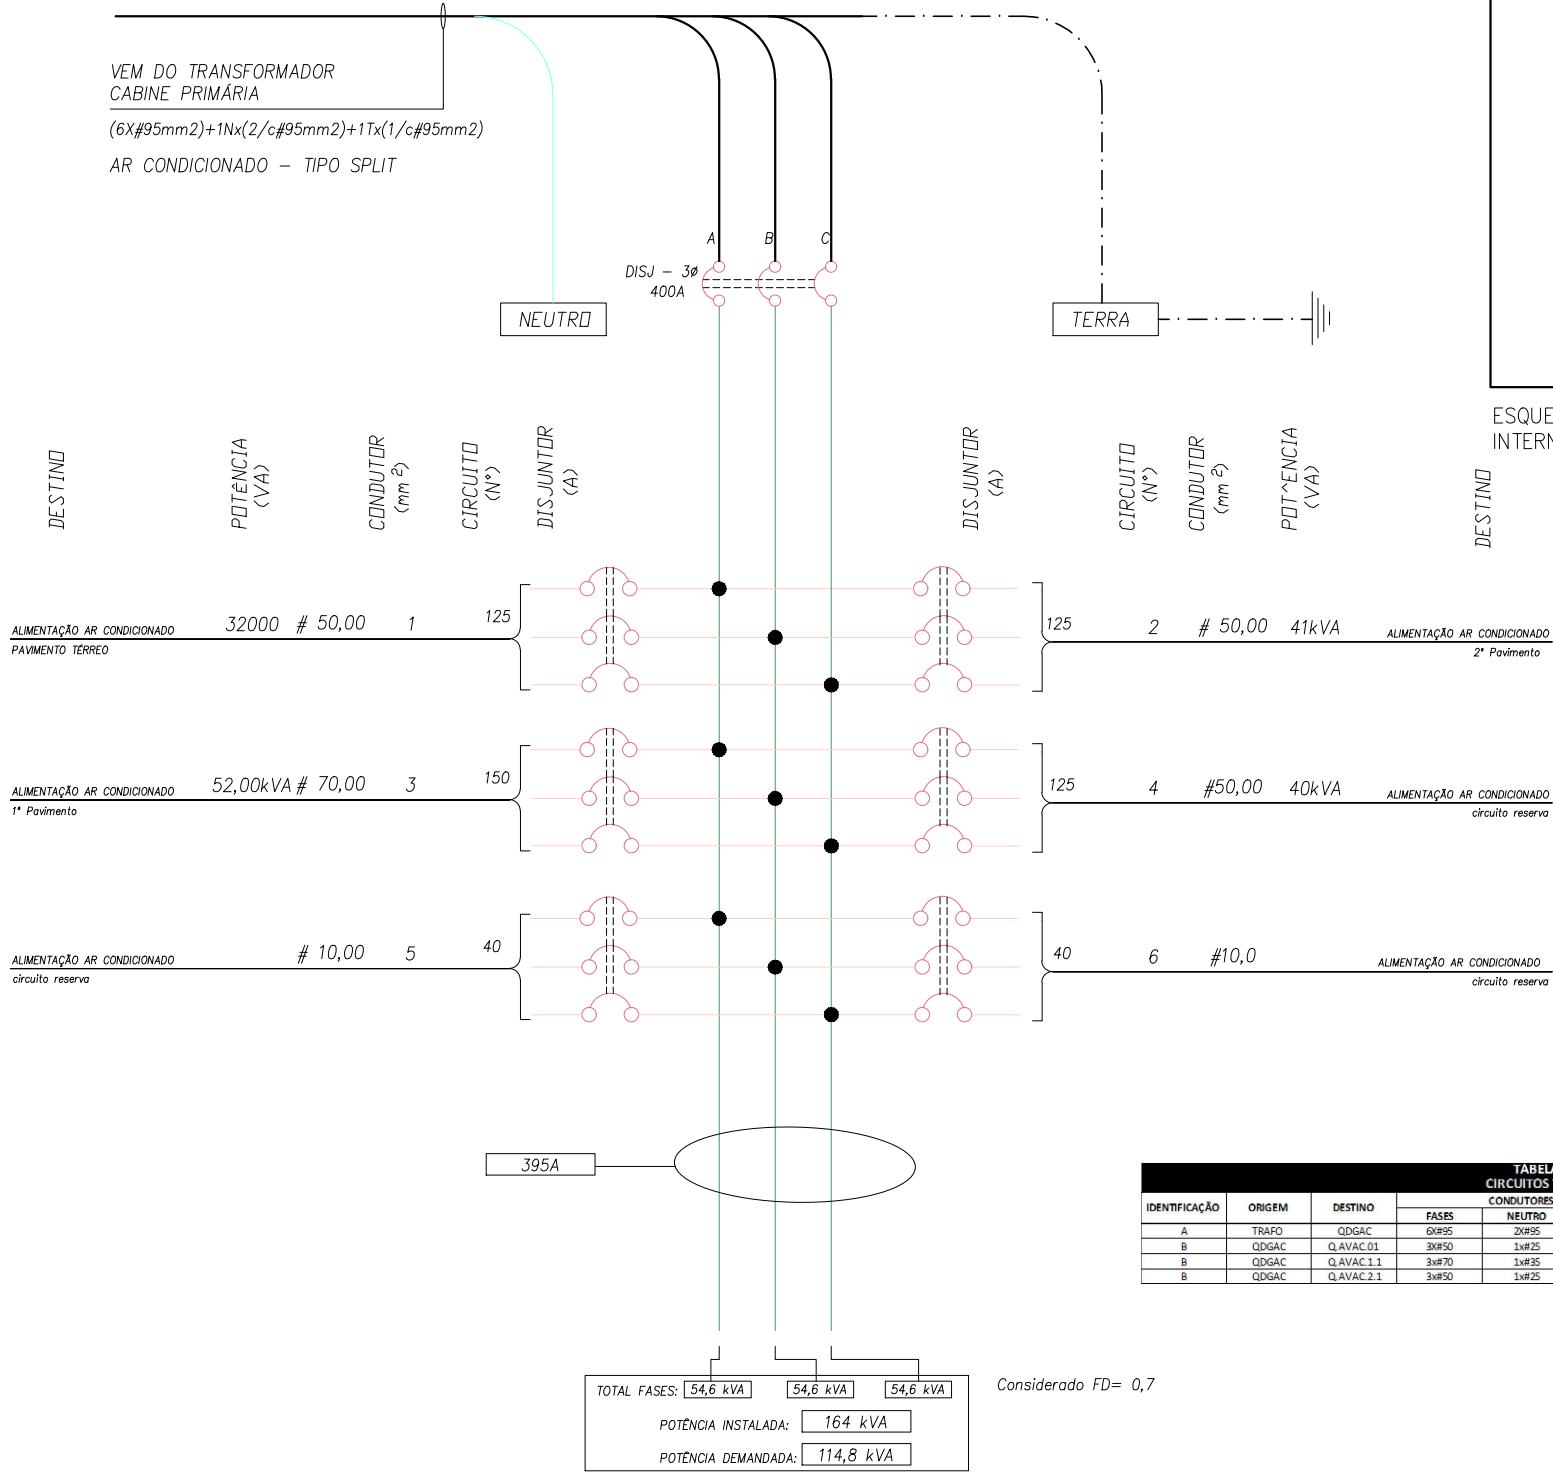 VEM DO TRANSFORMADOR
CABINE PRIMÁRIA
(6X#95mm2)+1Nx(2/c#95mm2)+1Tx(1/c#95mm2)
AR CONDICIONADO – TIPO SPLIT
A
B
C
DISJ – 3ø
400A
NEUTRO
TERRA
ESQUE
INTERN
DESTINO
POTÊNCIA
(VA)
CONDUTOR
(mm 2)
CIRCUITO
(N°)
DISJUNTOR
(A)
DISJUNTOR
(A)
CIRCUITO
(N°)
CONDUTOR
(mm 2)
POT^ENCIA
(VA)
DESTINO
ALIMENTAÇÃO AR CONDICIONADO 32000 # 50,00 1 125
PAVIMENTO TÉRREO
125 2 # 50,00 41kVA ALIMENTAÇÃO AR CONDICIONADO
2° Pavimento
ALIMENTAÇÃO AR CONDICIONADO 52,00kVA # 70,00 3 150
1° Pavimento
125 4 #50,00 40kVA ALIMENTAÇÃO AR CONDICIONADO
circuito reserva
ALIMENTAÇÃO AR CONDICIONADO # 10,00 5 40
circuito reserva
40 6 #10,0 ALIMENTAÇÃO AR CONDICIONADO
circuito reserva
395A
TABELA
CIRCUITOS
CONDUTORES
IDENTIFICAÇÃO ORIGEM DESTINO FASES NEUTRO
A TRAFO QDGAC 6X#95 2X#95
B QDGAC Q.AVAC.01 3X#50 1x#25
B QDGAC Q.AVAC.1.1 3x#70 1x#35
B QDGAC Q.AVAC.2.1 3x#50 1x#25
TOTAL FASES: 54,6 kVA 54,6 kVA 54,6 kVA
Considerado FD= 0,7
POTÊNCIA INSTALADA: 164 kVA
POTÊNCIA DEMANDADA: 114,8 kVA